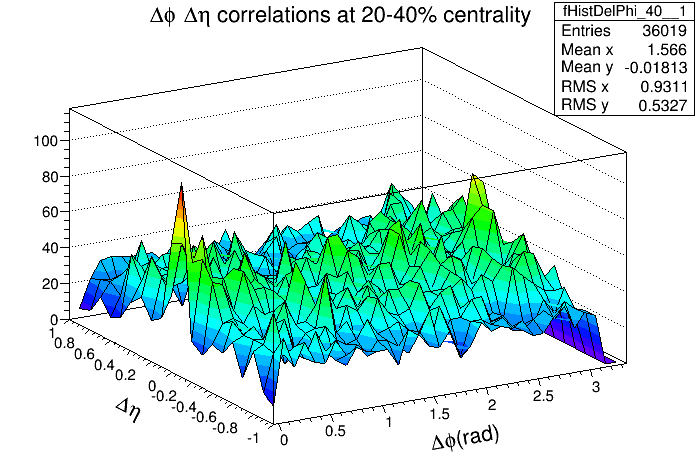 Δφ Δη correlations at 20-40% centrality
fHistDelPhi_40__1
Entries 36019
Mean x 1.566
Mean y -0.01813
RMS x 0.9311
RMS y 0.5327
100
80
60
40
20
0
1
0.8
0.6
0.4
0.2
0
-0.2
-0.4
-0.6
-0.8
-1
Δη
0
0.5
1
1.5
2
2.5
3
Δφ(rad)